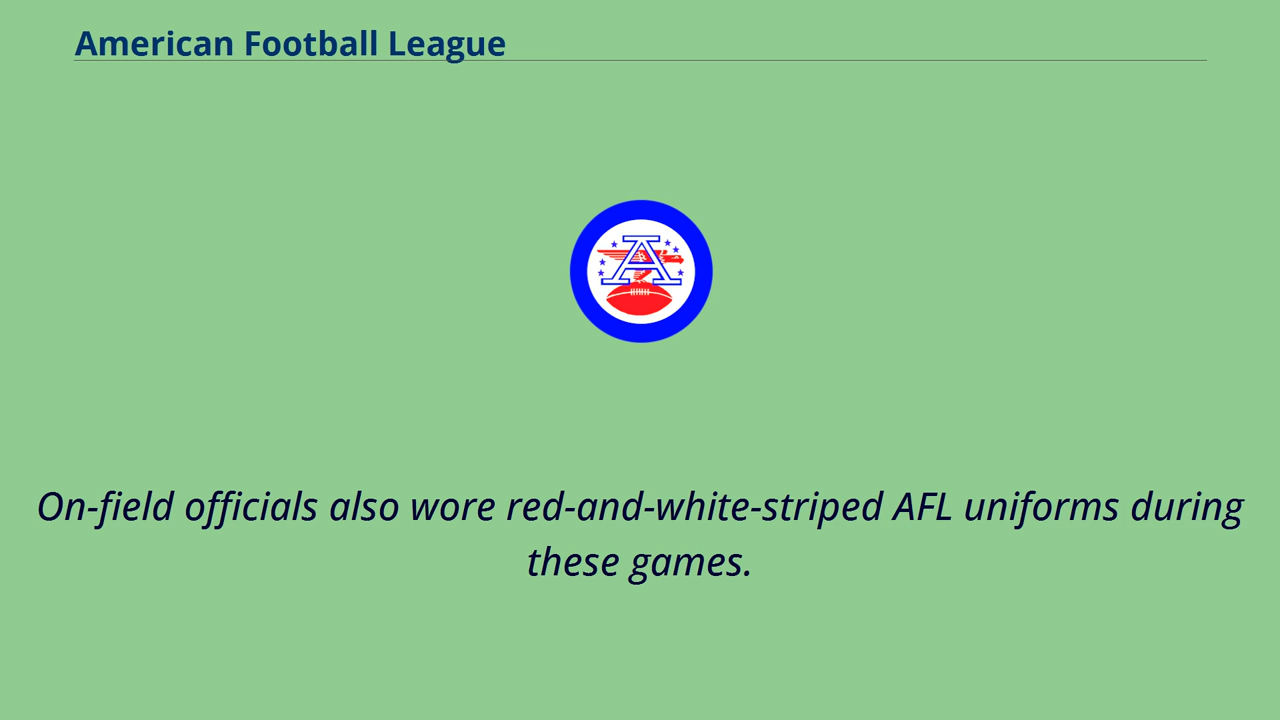 American Football League
A
On-field officials also wore red-and-white-striped AFL uniforms during
these games.